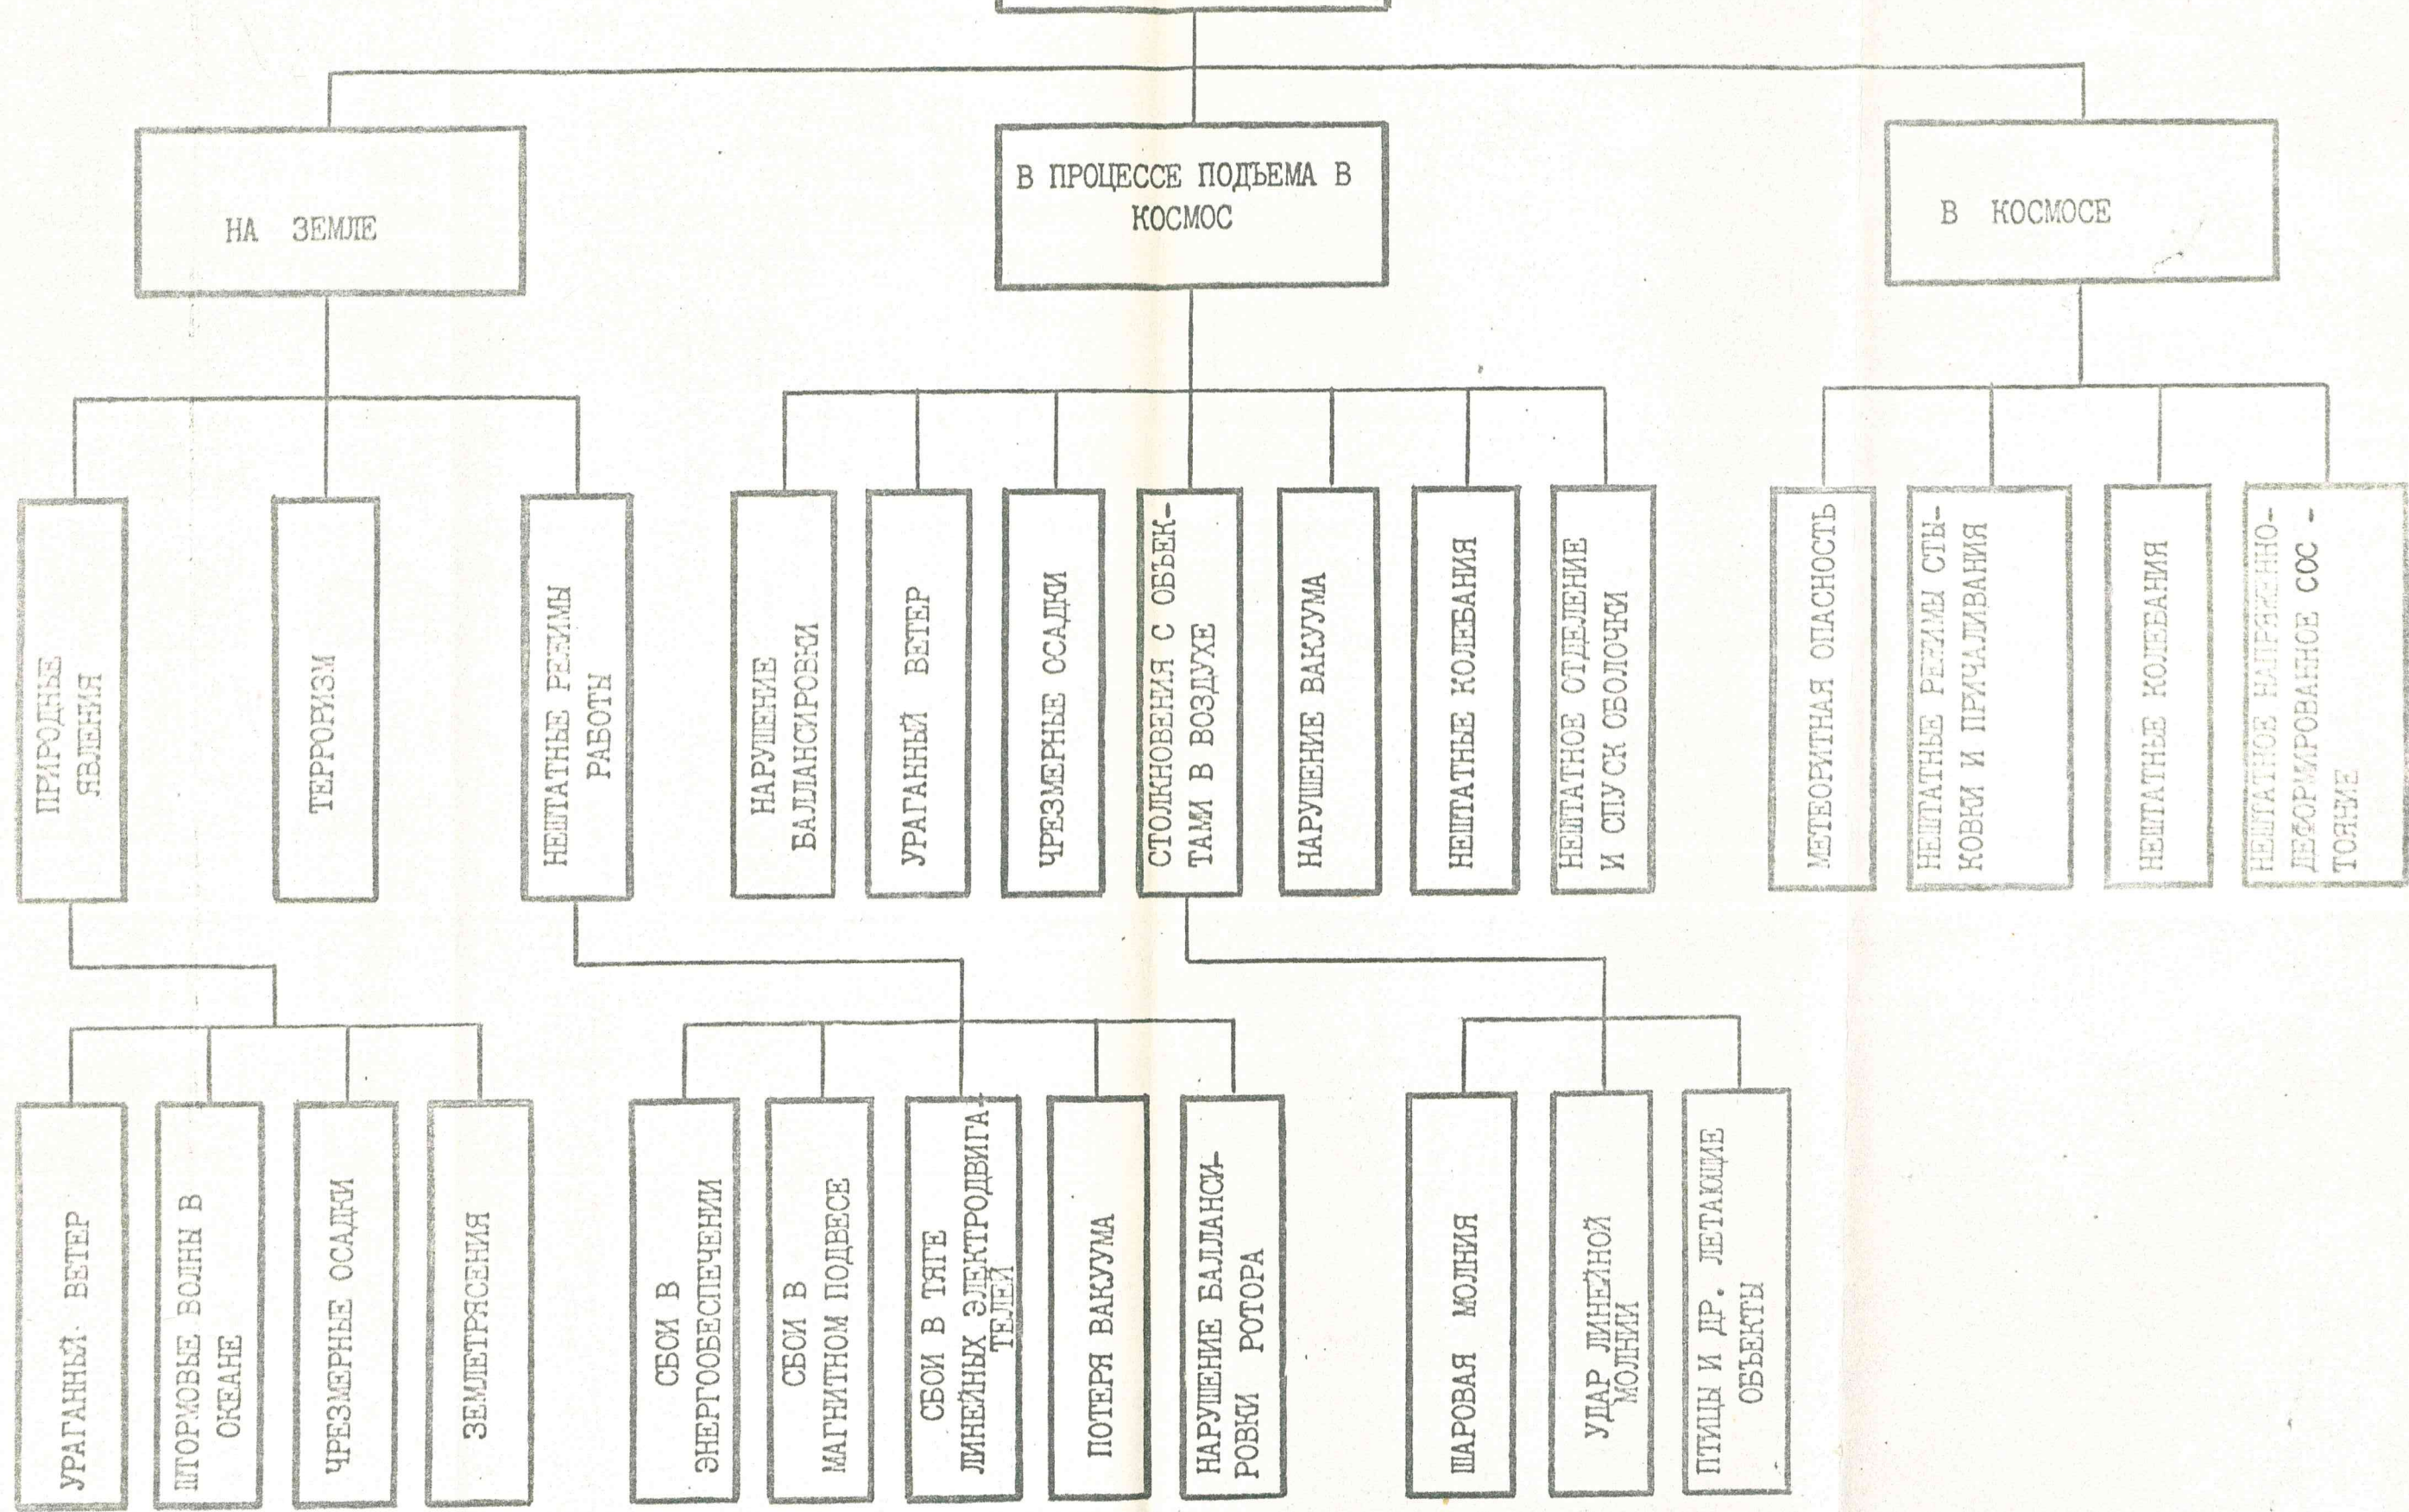 НА ЗЕМЛЕ
В ПРОЦЕССЕ ПОДЪЕМА В
КОСМОС
В КОСМОСЕ
ПРИРОДНЫЕ
ЯВЛЕНИЯ
ТЕРРОРИЗМ
НЕШТАТНЫЕ РЕЖИМЫ
РАБОТЫ
НАРУШЕНИЕ
БАЛЛАНСИРОВКИ
УРАГАННЫЙ ВЕТЕР
ЧРЕЗМЕРНЫЕ ОСАДКИ
СТОЛКНОВЕНИЯ С ОБЪЕК-
ТАМИ В ВОЗДУХЕ
НАРУШЕНИЕ ВАКУУМА
НЕШТАТНЫЕ КОЛЕБАНИЯ
НЕШТАТНОЕ ОТДЕЛЕНИЕ
И СПУСК ОБОЛОЧКИ
МЕТЕОРИТНАЯ ОПАСНОСТЬ
НЕШТАТНЫЕ РЕЖИМЫ СТЫ-
КОВКИ И ПРИЧАЛИВАНИЯ
НЕШТАТНЫЕ КОЛЕБАНИЯ
НЕШТАТНОЕ НАПРЯЖЕННО-
ДЕФОРМИРОВАННОЕ СОС -
ТОЯНИЕ
УРАГАННЫЙ ВЕТЕР
ШТОРМОВЫЕ ВОЛНЫ В
ОКЕАНЕ
ЧРЕЗМЕРНЫЕ ОСАДКИ
ЗЕМЛЕТРЯСЕНИЯ
СБОИ В
ЭНЕРГООБЕСПЕЧЕНИИ
СБОИ В
МАГНИТНОМ ПОДВЕСЕ
СБОИ В ТЯГЕ
ЛИНЕЙНЫХ ЭЛЕКТРОДВИГА-
ТЕЛЕЙ
ПОТЕРЯ ВАКУУМА
НАРУШЕНИЕ БАЛЛАНСИ-
РОВКИ РОТОРА
ШАРОВАЯ МОЛНИЯ
УДАР ЛИНЕЙНОЙ
МОЛНИИ
ПТИЦЫ И ДР. ЛЕТАЮЩИЕ
ОБЪЕКТЫ